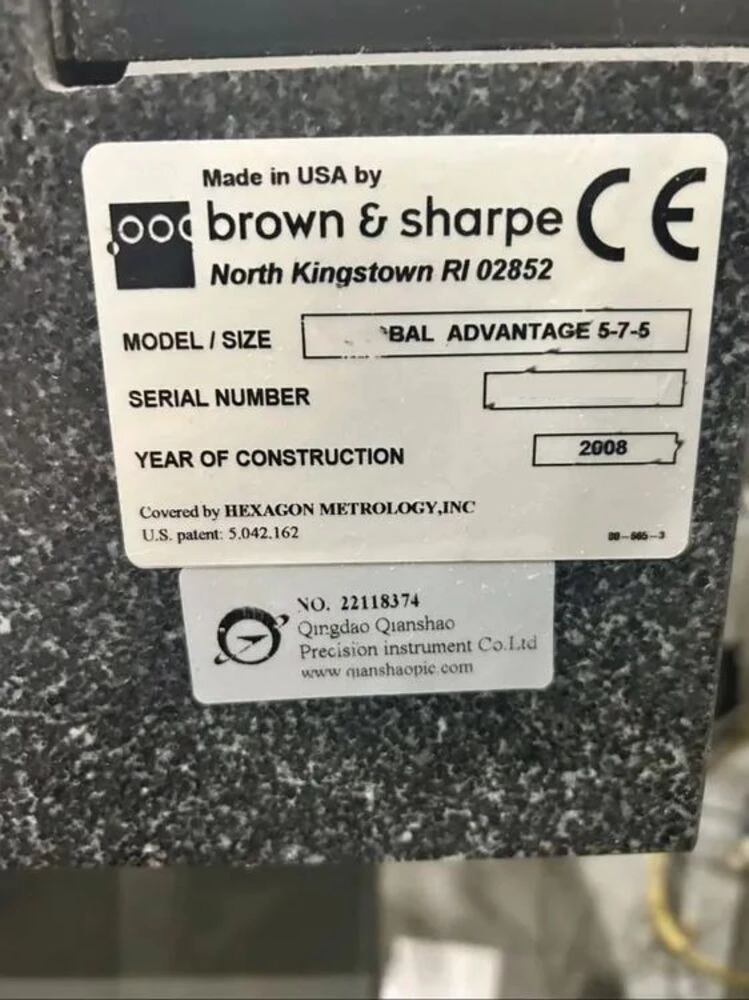 Made in USA by
brown & sharpe CE
North Kingstown RI 02852
MODEL / SIZE
BAL ADVANTAGE 5-7-5
SERIAL NUMBER
YEAR OF CONSTRUCTION
2008
Covered by HEXAGON METROLOGY,INC
U.S. patent: 5.042.162
NO. 22118374
Qingdao Qianshao
Precision instrument Co.Ltd
www qianshaopic.com